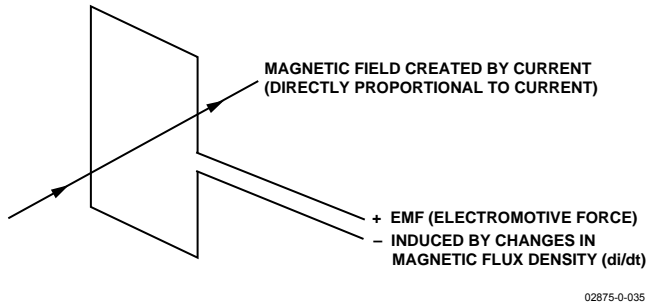 MAGNETIC FIELD CREATED BY CURRENT
(DIRECTLY PROPORTIONAL TO CURRENT)
+ EMF (ELECTROMOTIVE FORCE)
– INDUCED BY CHANGES IN
MAGNETIC FLUX DENSITY (di/dt)
02875-0-035